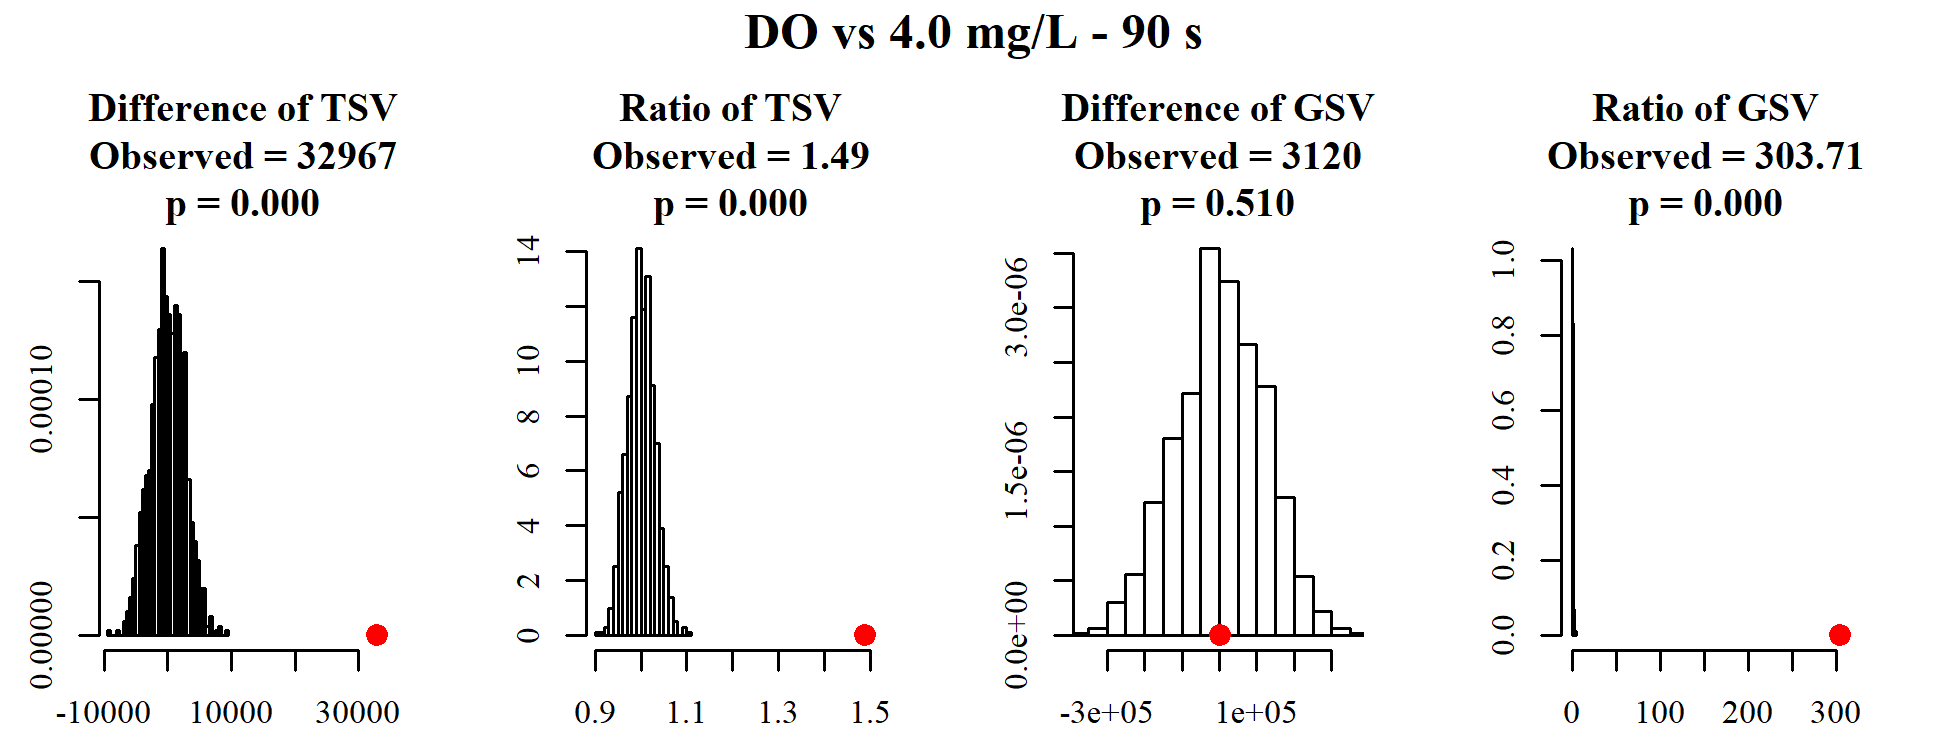 DO vs 4.0 mg/L - 90 s
Difference of TSV
Observed = 32967
p = 0.000
0.00000
0.00010
-10000
10000
30000
Ratio of TSV
Observed = 1.49
p = 0.000
0
2
4
6
8
10
14
0.9
1.1
1.3
1.5
Difference of GSV
Observed = 3120
p = 0.510
0.0e+00
1.5e-06
3.0e-06
-3e+05
1e+05
Ratio of GSV
Observed = 303.71
p = 0.000
0.0
0.2
0.4
0.6
0.8
1.0
0
100
200
300